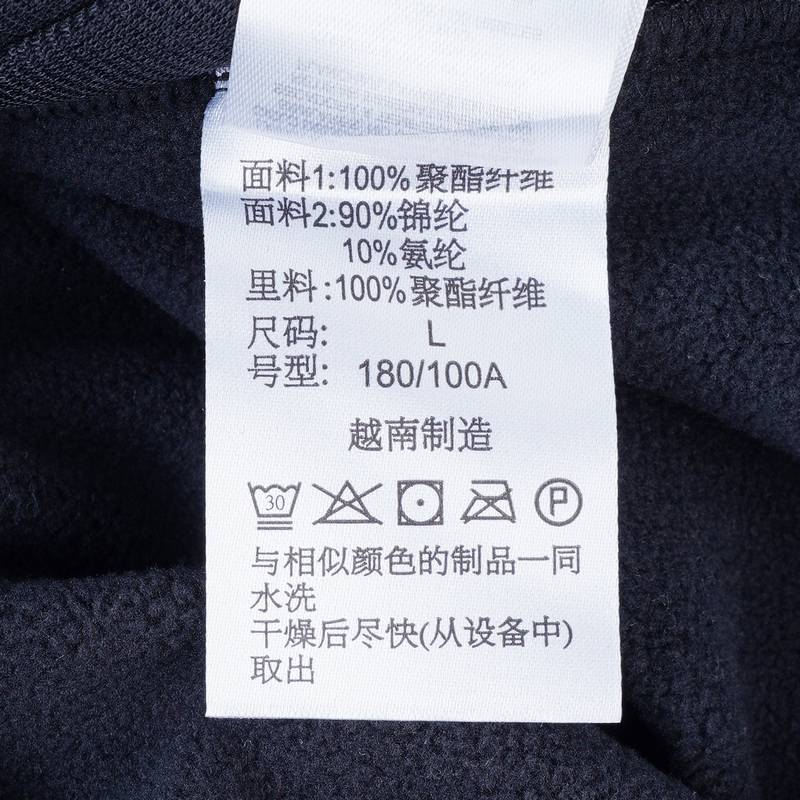 面料1:100%聚酯纤维
面料2:90%锦纶
10%氨纶
里料:100%聚酯纤维
尺码: L
号型: 180/100A
越南制造
30 P
与相似颜色的制品一同
水洗
干燥后尽快(从设备中)
取出